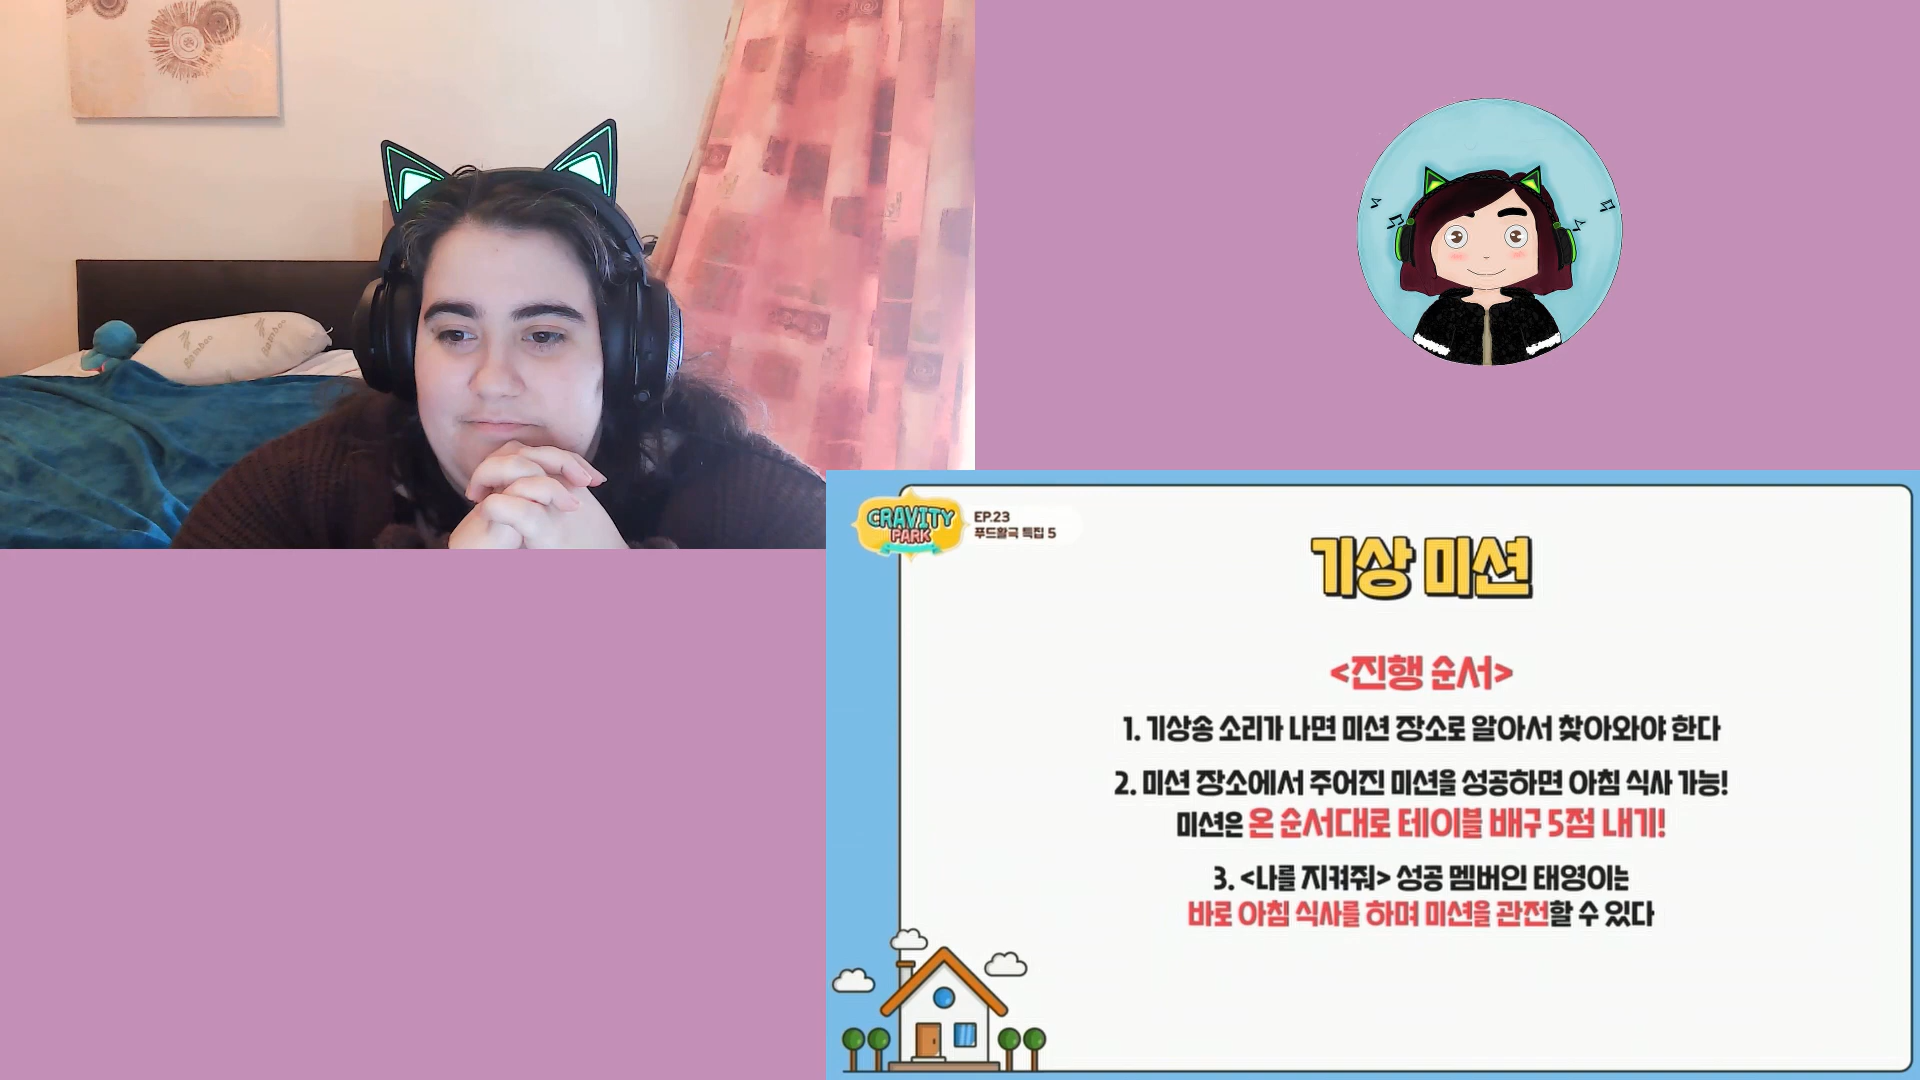 Bamboo
Bamboo
CRAVITY
PARK
EP.23
푸드활극 특집 5
기상 미션
<진행 순서>
1. 기상송 소리가 나면 미션 장소로 알아서 찾아와야 한다
2. 미션 장소에서 주어진 미션을 성공하면 아침 식사 가능!
미션은 온 순서대로 테이블 배구 5점 내기!
3. <나를 지켜줘> 성공 멤버인 태영이는
바로 아침 식사를 하며 미션을 관전할 수 있다